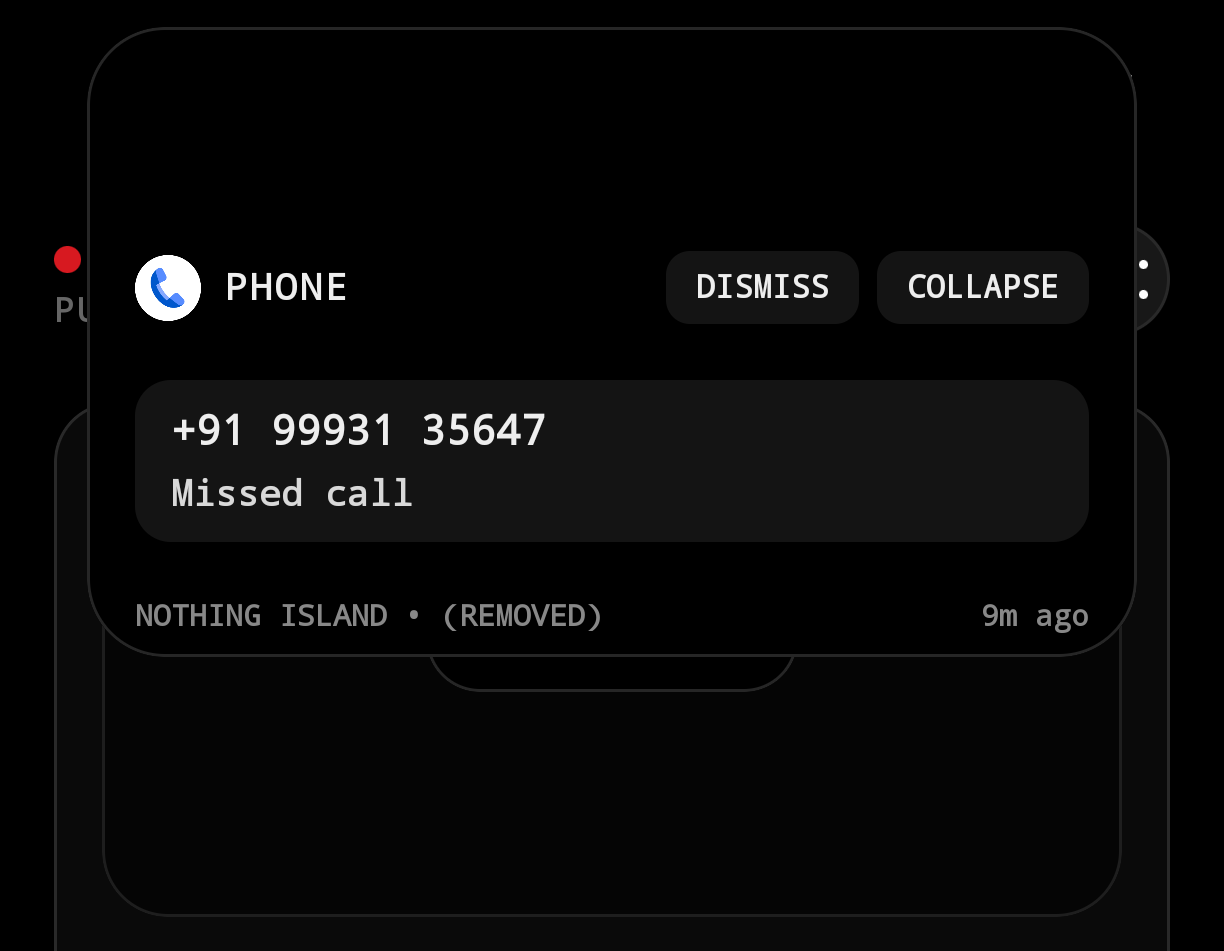 PHONE
DISMISS
COLLAPSE
+91 99931 35647
Missed call
NOTHING ISLAND • (REMOVED)
9m ago